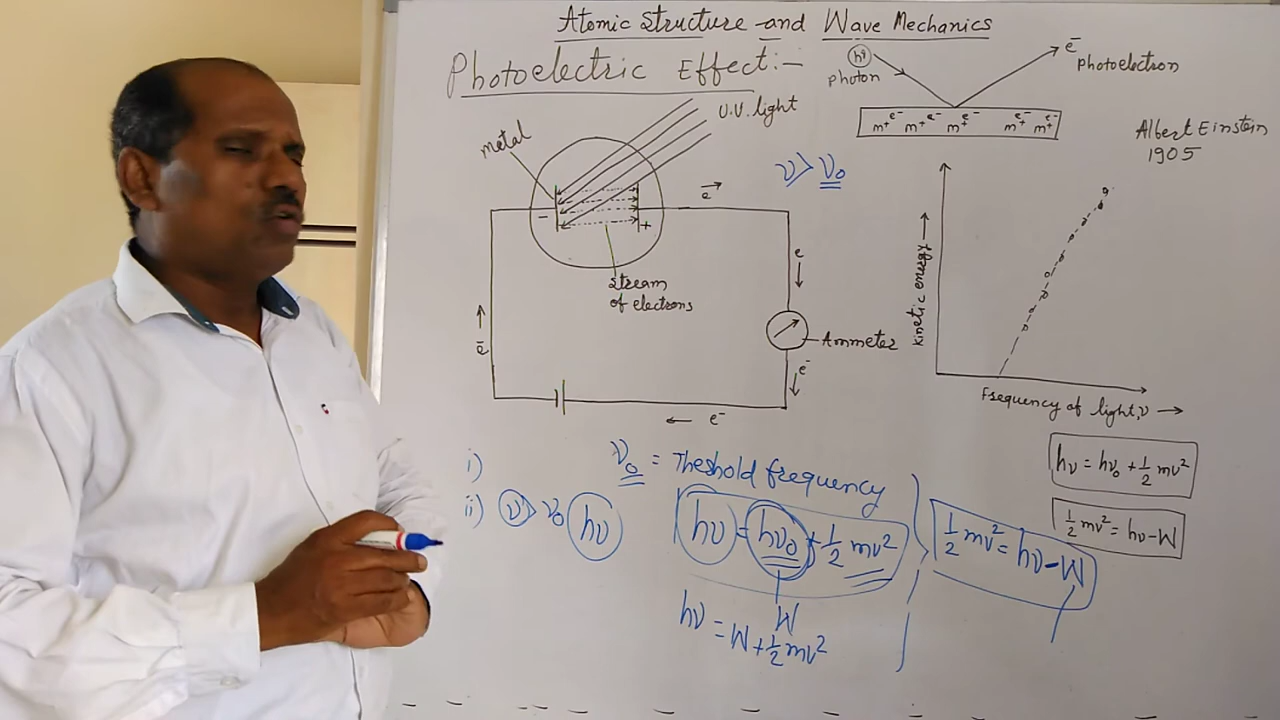 Atomic Structure and Wave Mechanics
Photoelectric Effect:-
hν
photon
e⁻
photoelectron
m+ e⁻ m+ e⁻ m+ e⁻ m+ e⁻ m+ e⁻
Albert Einstein
1905
U.V. light
metal
ν > ν₀
e⁻
- +
Stream
of electrons
e
Ammeter
e⁻
e⁻
e⁻
Kinetic energy →
Frequency of light, ν →
hν = hν₀ + 1/2 mv²
1/2 mv² = hν - W
i)
ν₀ = Theshold frequency
ii) ν > ν₀ hν
hν = hν₀ + 1/2 mv²
1/2 mv² = hν - W
W
hν = W + 1/2 mv²